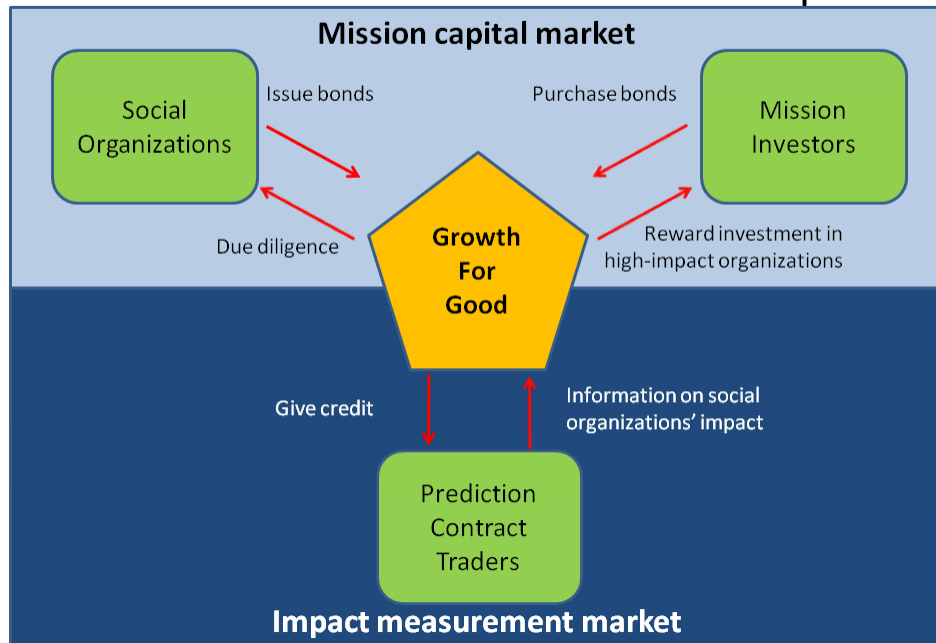 Mission capital market
Social
Organizations
Issue bonds
Due diligence
Purchase bonds
Mission
Investors
Reward investment in
high-impact organizations
Growth
For
Good
Give credit
Information on social
organizations’ impact
Prediction
Contract
Traders
Impact measurement market